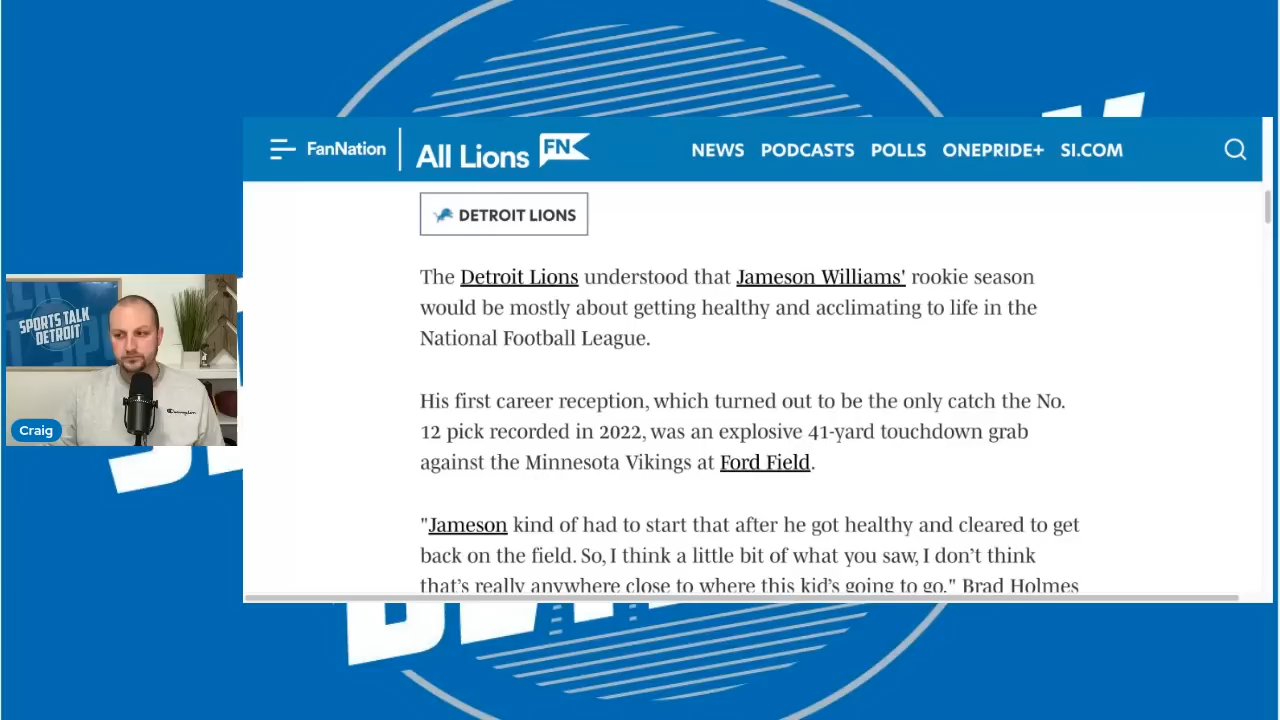 FanNation
All Lions
FN
NEWS PODCASTS POLLS ONEPRIDE+ SI.COM
DETROIT LIONS
The Detroit Lions understood that Jameson Williams' rookie season
would be mostly about getting healthy and acclimating to life in the
National Football League.
His first career reception, which turned out to be the only catch the No.
12 pick recorded in 2022, was an explosive 41-yard touchdown grab
against the Minnesota Vikings at Ford Field.
"Jameson kind of had to start that after he got healthy and cleared to get
back on the field. So, I think a little bit of what you saw, I don’t think
that’s really anywhere close to where this kid’s going to go." Brad Holmes
SPORTS TALK
DETROIT
Champion
Craig